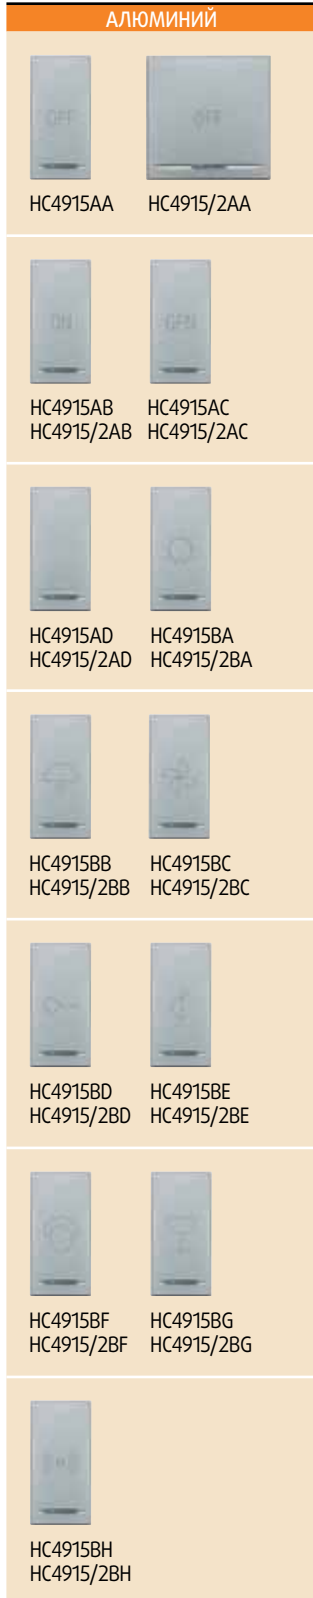 АЛЮМИНИЙ
OFF OFF
HC4915AA HC4915/2AA
ON GEN
HC4915AB HC4915AC
HC4915/2AB HC4915/2AC
HC4915AD HC4915BA
HC4915/2AD HC4915/2BA
HC4915BB HC4915BC
HC4915/2BB HC4915/2BC
HC4915BD HC4915BE
HC4915/2BD HC4915/2BE
HC4915BF HC4915BG
HC4915/2BF HC4915/2BG
HC4915BH
HC4915/2BH